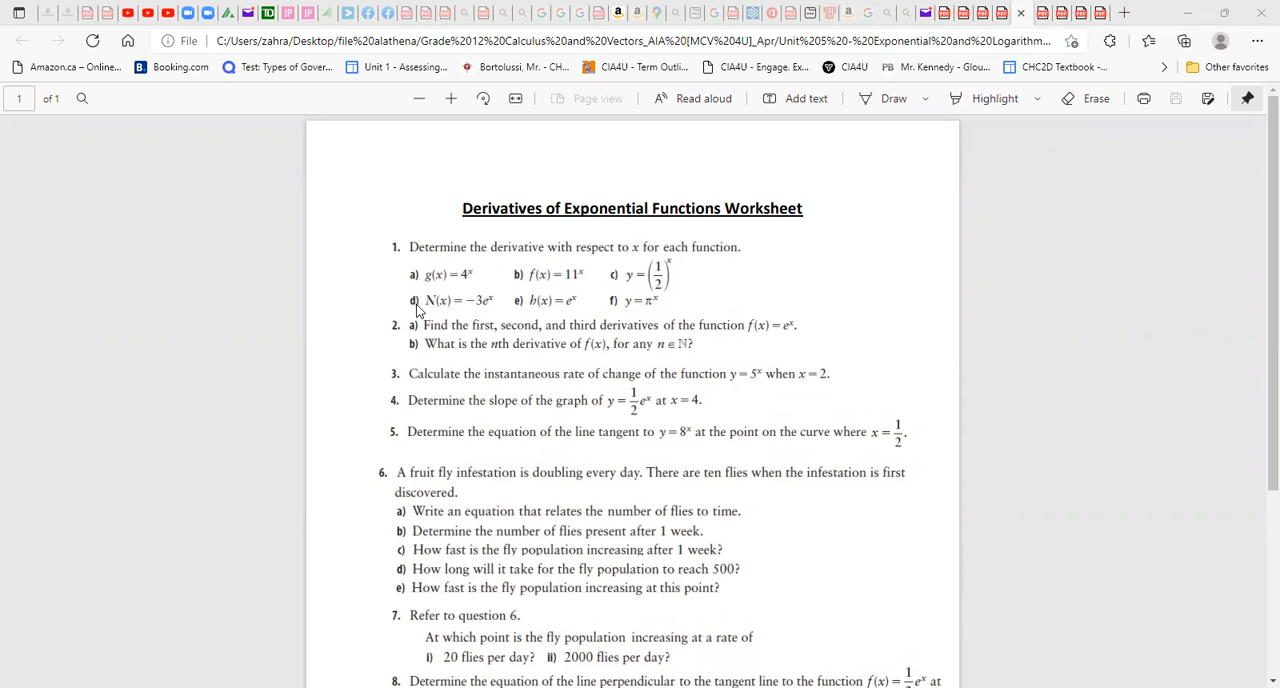 File C:/Users/zahra/Desktop/file%20alathena/Grade%2012%20Calculus%20and%20Vectors_AIA%20[MCV%204U]_Apr/Unit%205%20-%20Exponential%20and%20Logarithm...
Amazon.ca – Online... Booking.com Test: Types of Gover... Unit 1 - Assessing... Bortolussi, Mr. - CH... CIA4U - Term Outli... CIA4U - Engage. Ex... CIA4U PB Mr. Kennedy - Glou... CHC2D Textbook -... Other favorites
1 of 1 Page view Read aloud Add text Draw Highlight Erase
Derivatives of Exponential Functions Worksheet
1. Determine the derivative with respect to x for each function.
a) g(x) = 4ˣ b) f(x) = 11ˣ c) y = (1/2)ˣ
d) N(x) = −3eˣ e) h(x) = eˣ f) y = πˣ
2. a) Find the first, second, and third derivatives of the function f(x) = eˣ.
b) What is the nth derivative of f(x), for any n ∈ ℕ?
3. Calculate the instantaneous rate of change of the function y = 5ˣ when x = 2.
4. Determine the slope of the graph of y = 1/2 eˣ at x = 4.
5. Determine the equation of the line tangent to y = 8ˣ at the point on the curve where x = 1/2.
6. A fruit fly infestation is doubling every day. There are ten flies when the infestation is first
discovered.
a) Write an equation that relates the number of flies to time.
b) Determine the number of flies present after 1 week.
c) How fast is the fly population increasing after 1 week?
d) How long will it take for the fly population to reach 500?
e) How fast is the fly population increasing at this point?
7. Refer to question 6.
At which point is the fly population increasing at a rate of
i) 20 flies per day? ii) 2000 flies per day?
8. Determine the equation of the line perpendicular to the tangent line to the function f(x) = 1/2 eˣ at